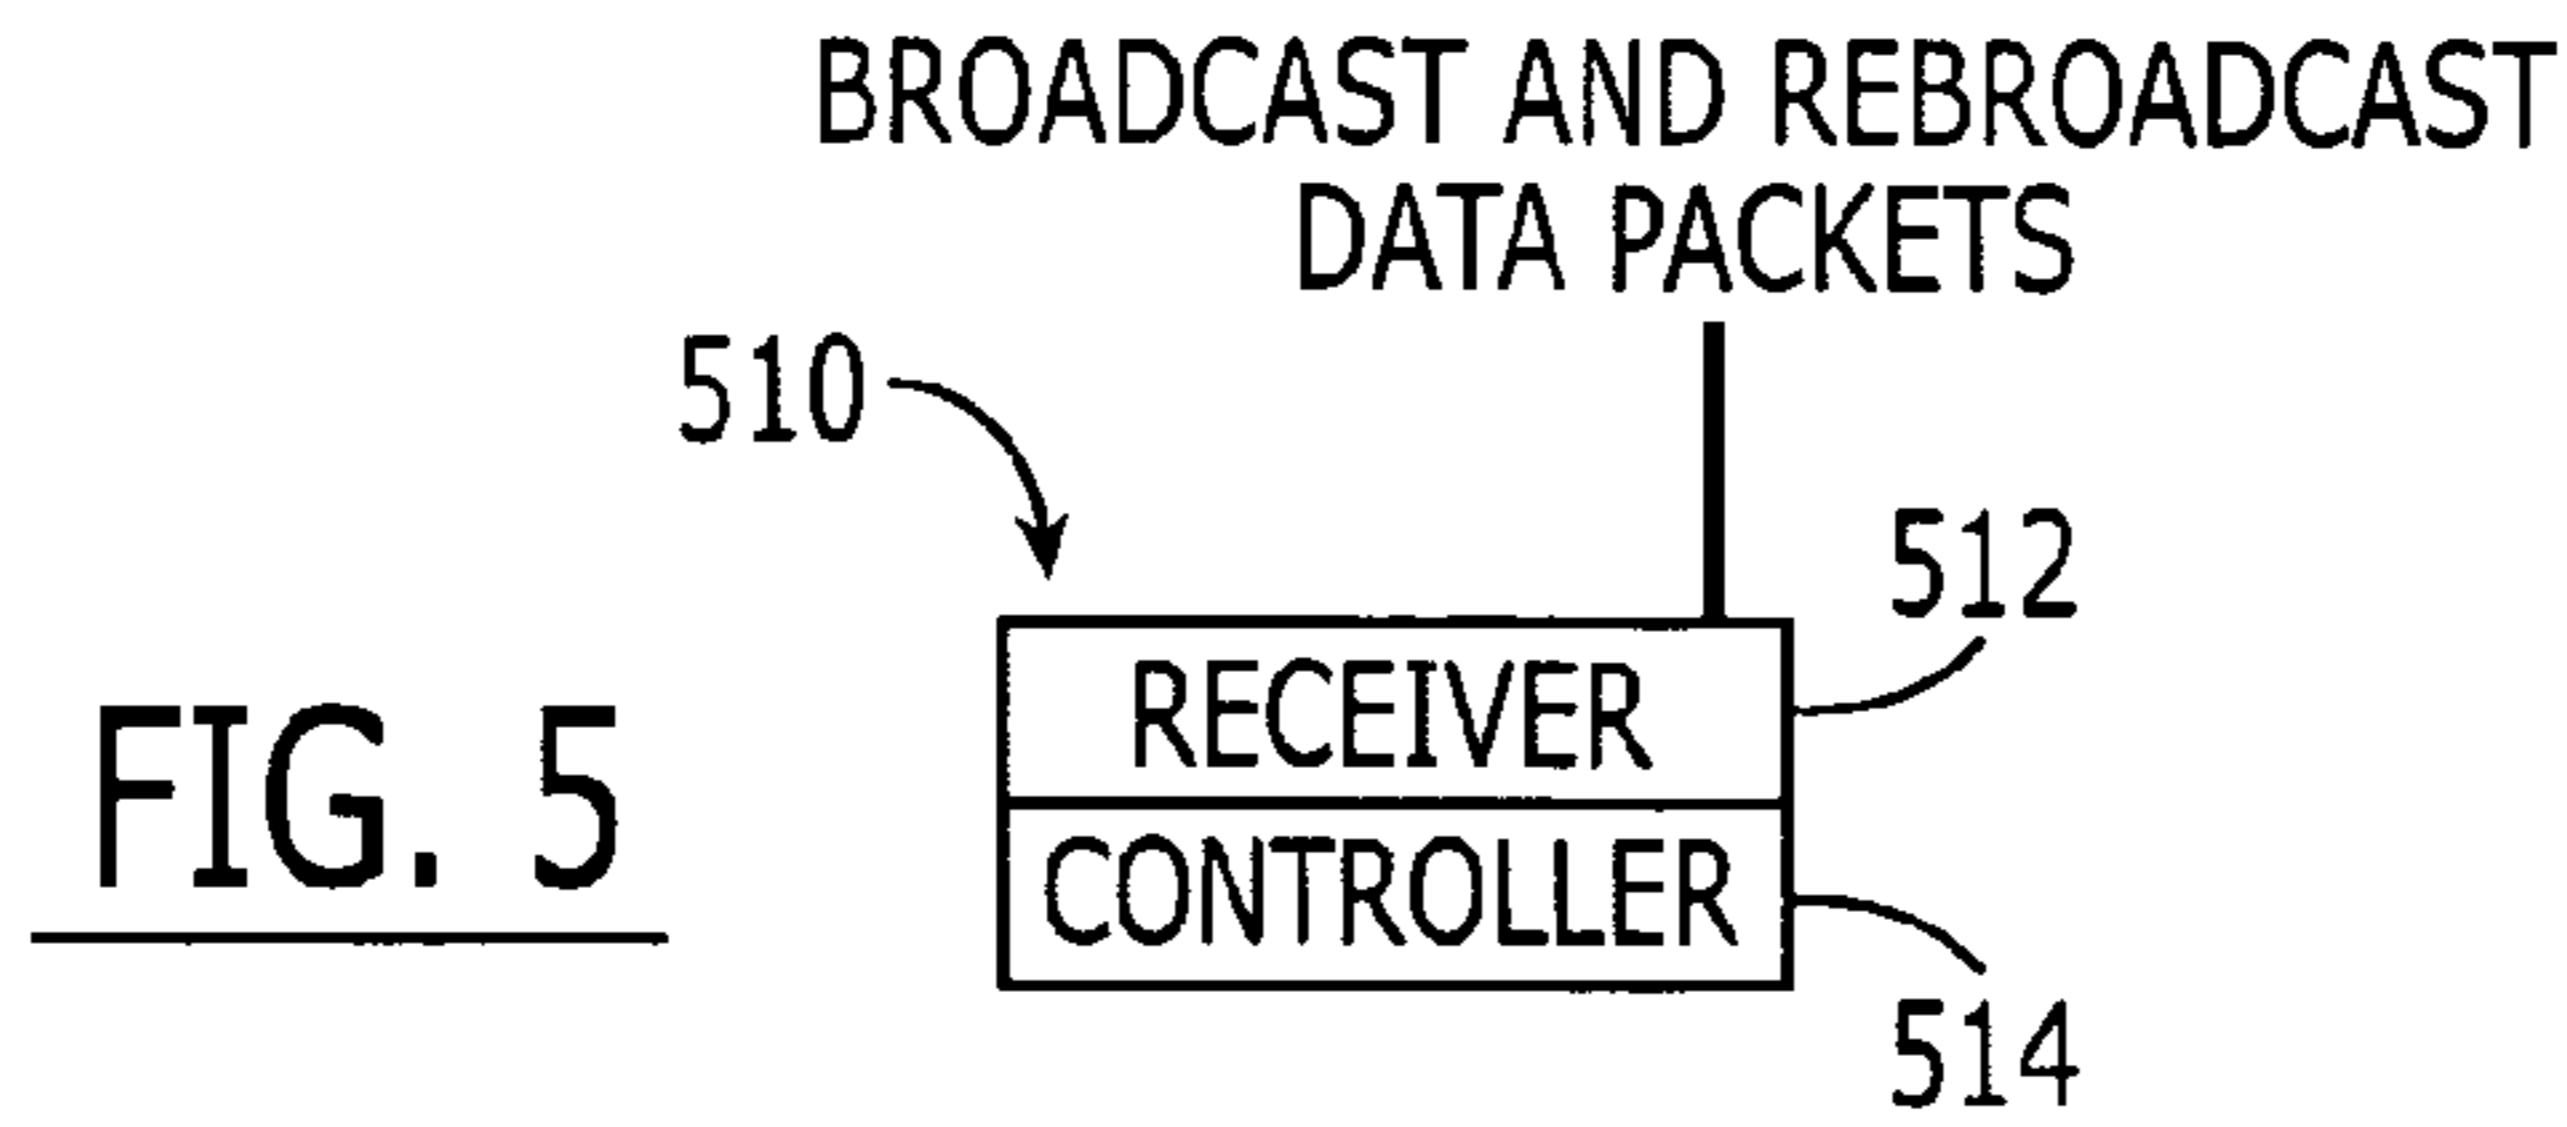 BROADCAST AND REBROADCAST
DATA PACKETS
510
512
RECEIVER
CONTROLLER
514
FIG. 5